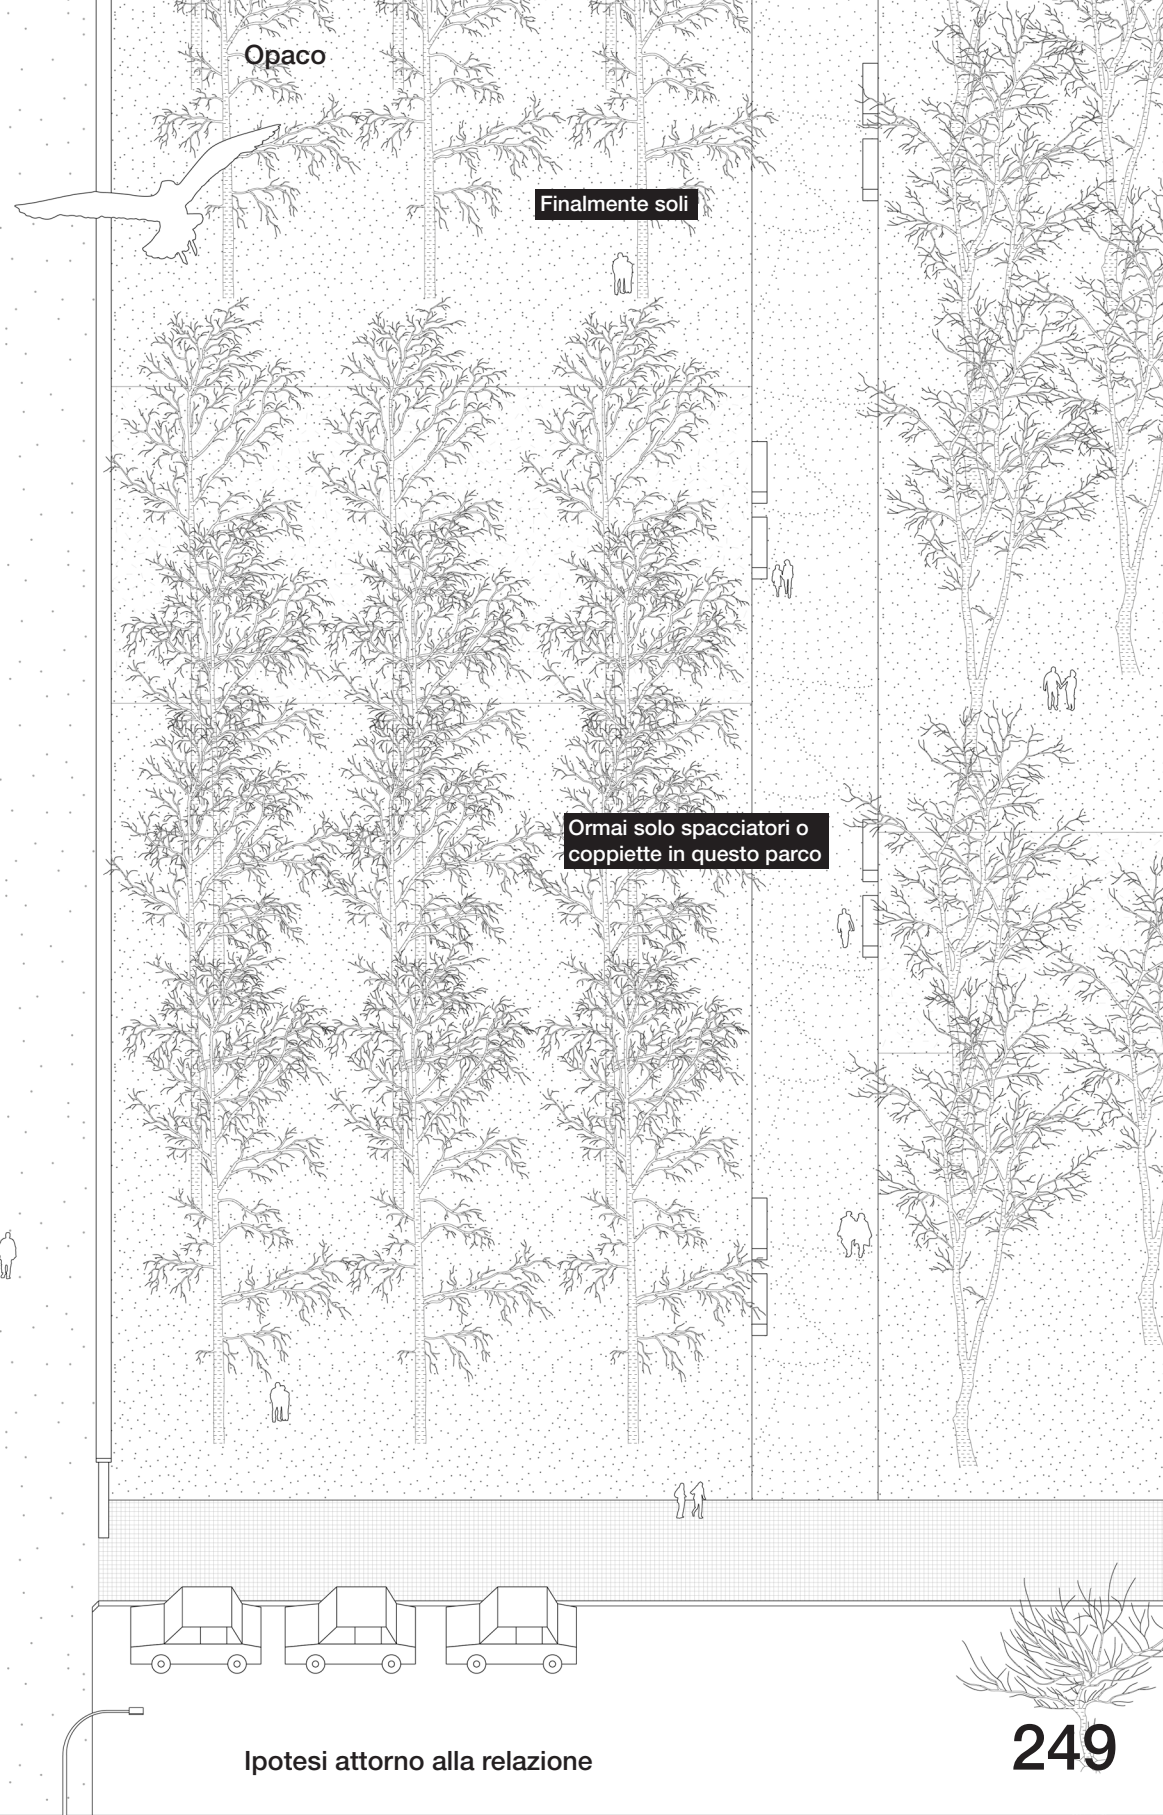 Opaco
Finalmente soli
Ormai solo spacciatori o
coppiette in questo parco
Ipotesi attorno alla relazione
249